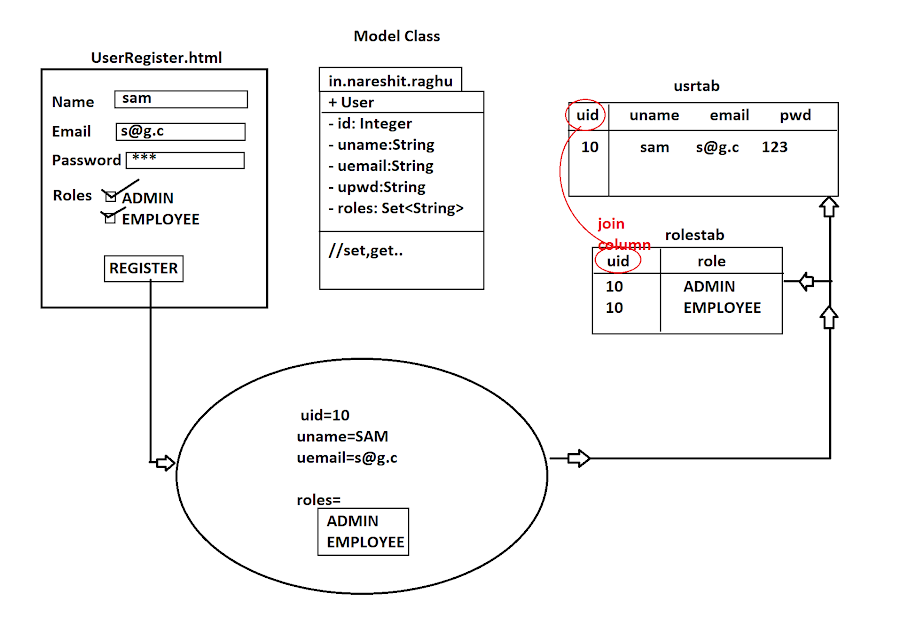 Model Class
UserRegister.html
Name sam
Email s@g.c
Password ***
Roles ADMIN
EMPLOYEE
REGISTER
in.nareshit.raghu
+ User
- id: Integer
- uname:String
- uemail:String
- upwd:String
- roles: Set<String>
//set,get..
usrtab
uid uname email pwd
10 sam s@g.c 123
join
column
rolestab
uid role
10 ADMIN
10 EMPLOYEE
uid=10
uname=SAM
uemail=s@g.c
roles=
ADMIN
EMPLOYEE